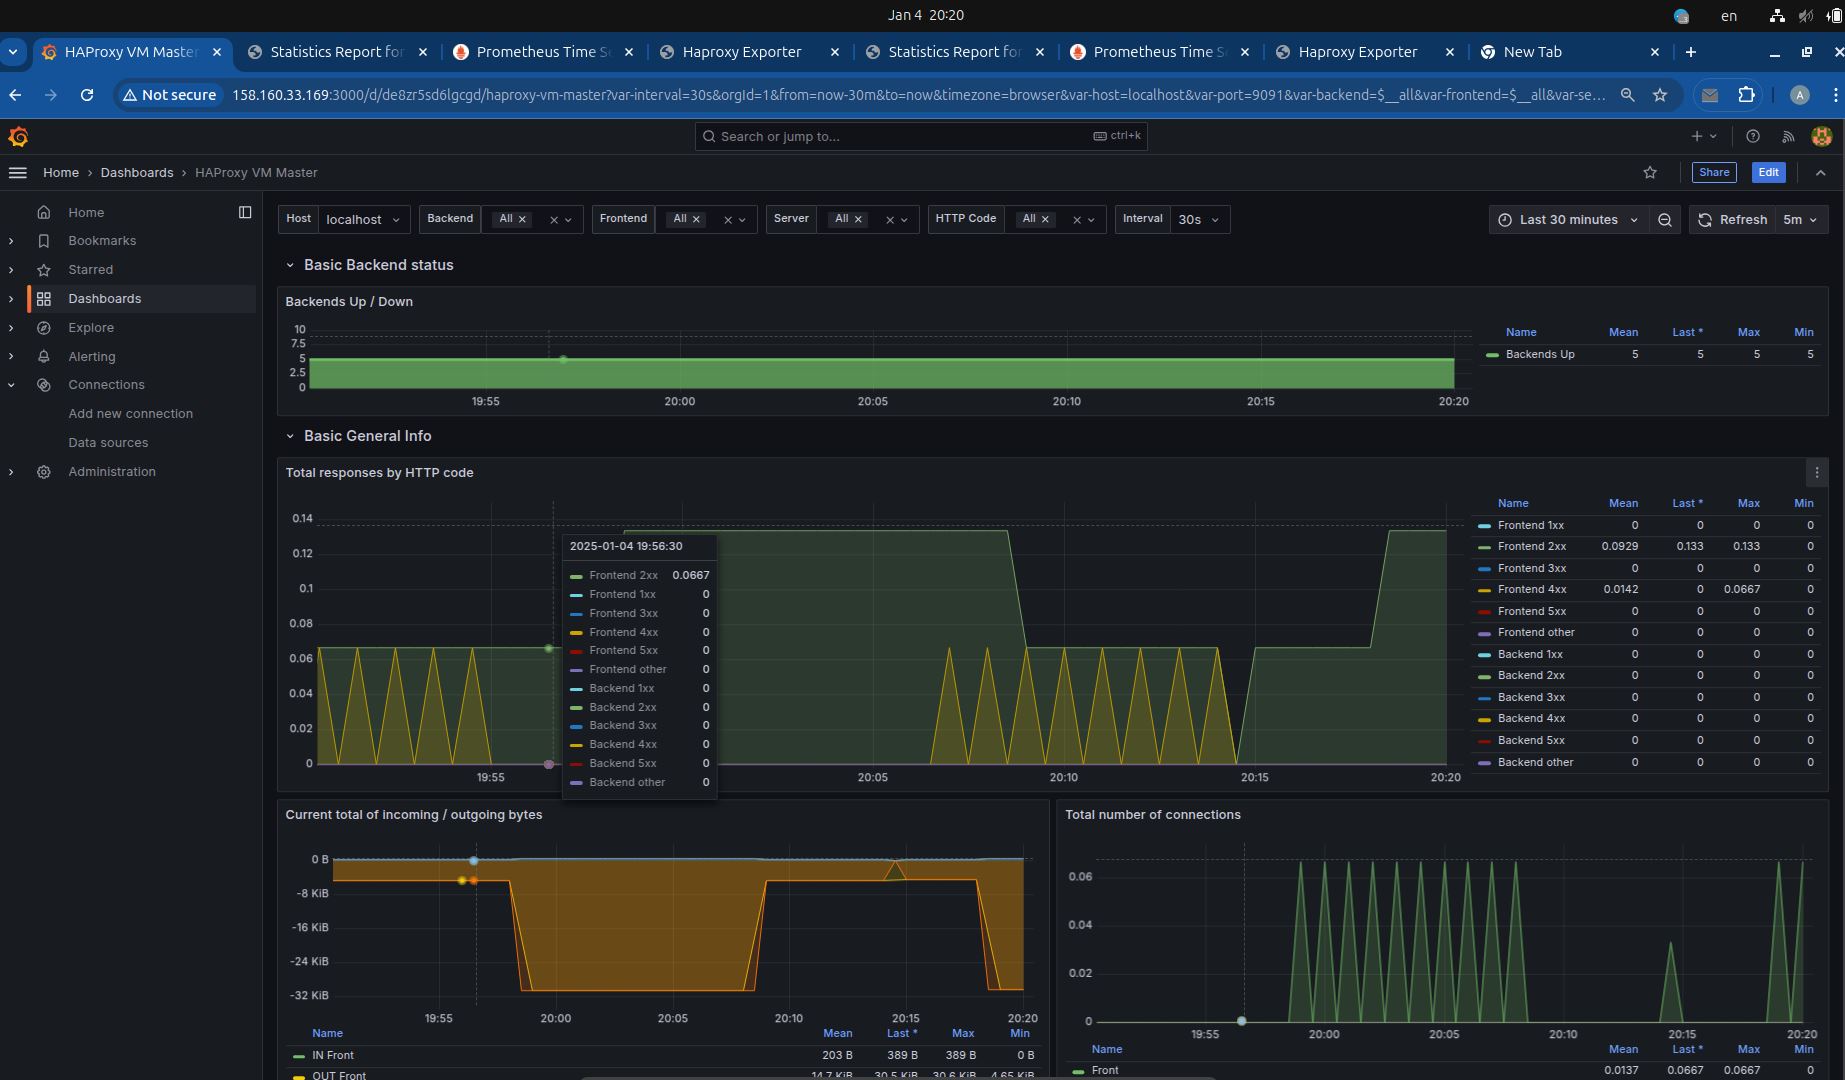 Jan 4 20:20
en
HAProxy VM Master
Statistics Report for
Prometheus Time S
Haproxy Exporter
Statistics Report for
Prometheus Time S
Haproxy Exporter
New Tab
Not secure
158.160.33.169:3000/d/de8zr5sd6lgcgd/haproxy-vm-master?var-interval=30s&orgId=1&from=now-30m&to=now&timezone=browser&var-host=localhost&var-port=9091&var-backend=$__all&var-frontend=$__all&var-se...
A
Search or jump to...
ctrl+k
Home › Dashboards › HAProxy VM Master
Share
Edit
Home
Bookmarks
Starred
Dashboards
Explore
Alerting
Connections
Add new connection
Data sources
Administration
Host localhost
Backend All
Frontend All
Server All
HTTP Code All
Interval 30s
Last 30 minutes
Refresh 5m
Basic Backend status
Backends Up / Down
10
7.5
5
2.5
0
19:55 20:00 20:05 20:10 20:15 20:20
Name Mean Last * Max Min
Backends Up 5 5 5 5
Basic General Info
Total responses by HTTP code
0.14
0.12
0.1
0.08
0.06
0.04
0.02
0
19:55 20:05 20:10 20:15 20:20
2025-01-04 19:56:30
Frontend 2xx 0.0667
Frontend 1xx 0
Frontend 3xx 0
Frontend 4xx 0
Frontend 5xx 0
Frontend other 0
Backend 1xx 0
Backend 2xx 0
Backend 3xx 0
Backend 4xx 0
Backend 5xx 0
Backend other 0
Name Mean Last * Max Min
Frontend 1xx 0 0 0 0
Frontend 2xx 0.0929 0.133 0.133 0
Frontend 3xx 0 0 0 0
Frontend 4xx 0.0142 0 0.0667 0
Frontend 5xx 0 0 0 0
Frontend other 0 0 0 0
Backend 1xx 0 0 0 0
Backend 2xx 0 0 0 0
Backend 3xx 0 0 0 0
Backend 4xx 0 0 0 0
Backend 5xx 0 0 0 0
Backend other 0 0 0 0
Current total of incoming / outgoing bytes
0 B
-8 KiB
-16 KiB
-24 KiB
-32 KiB
19:55 20:00 20:05 20:10 20:15 20:20
Name Mean Last * Max Min
IN Front 203 B 389 B 389 B 0 B
OUT Front 14.7 KiB 30.5 KiB 30.6 KiB 4.65 KiB
Total number of connections
0.06
0.04
0.02
0
19:55 20:00 20:05 20:10 20:15 20:20
Name Mean Last * Max Min
Front 0.0137 0.0667 0.0667 0